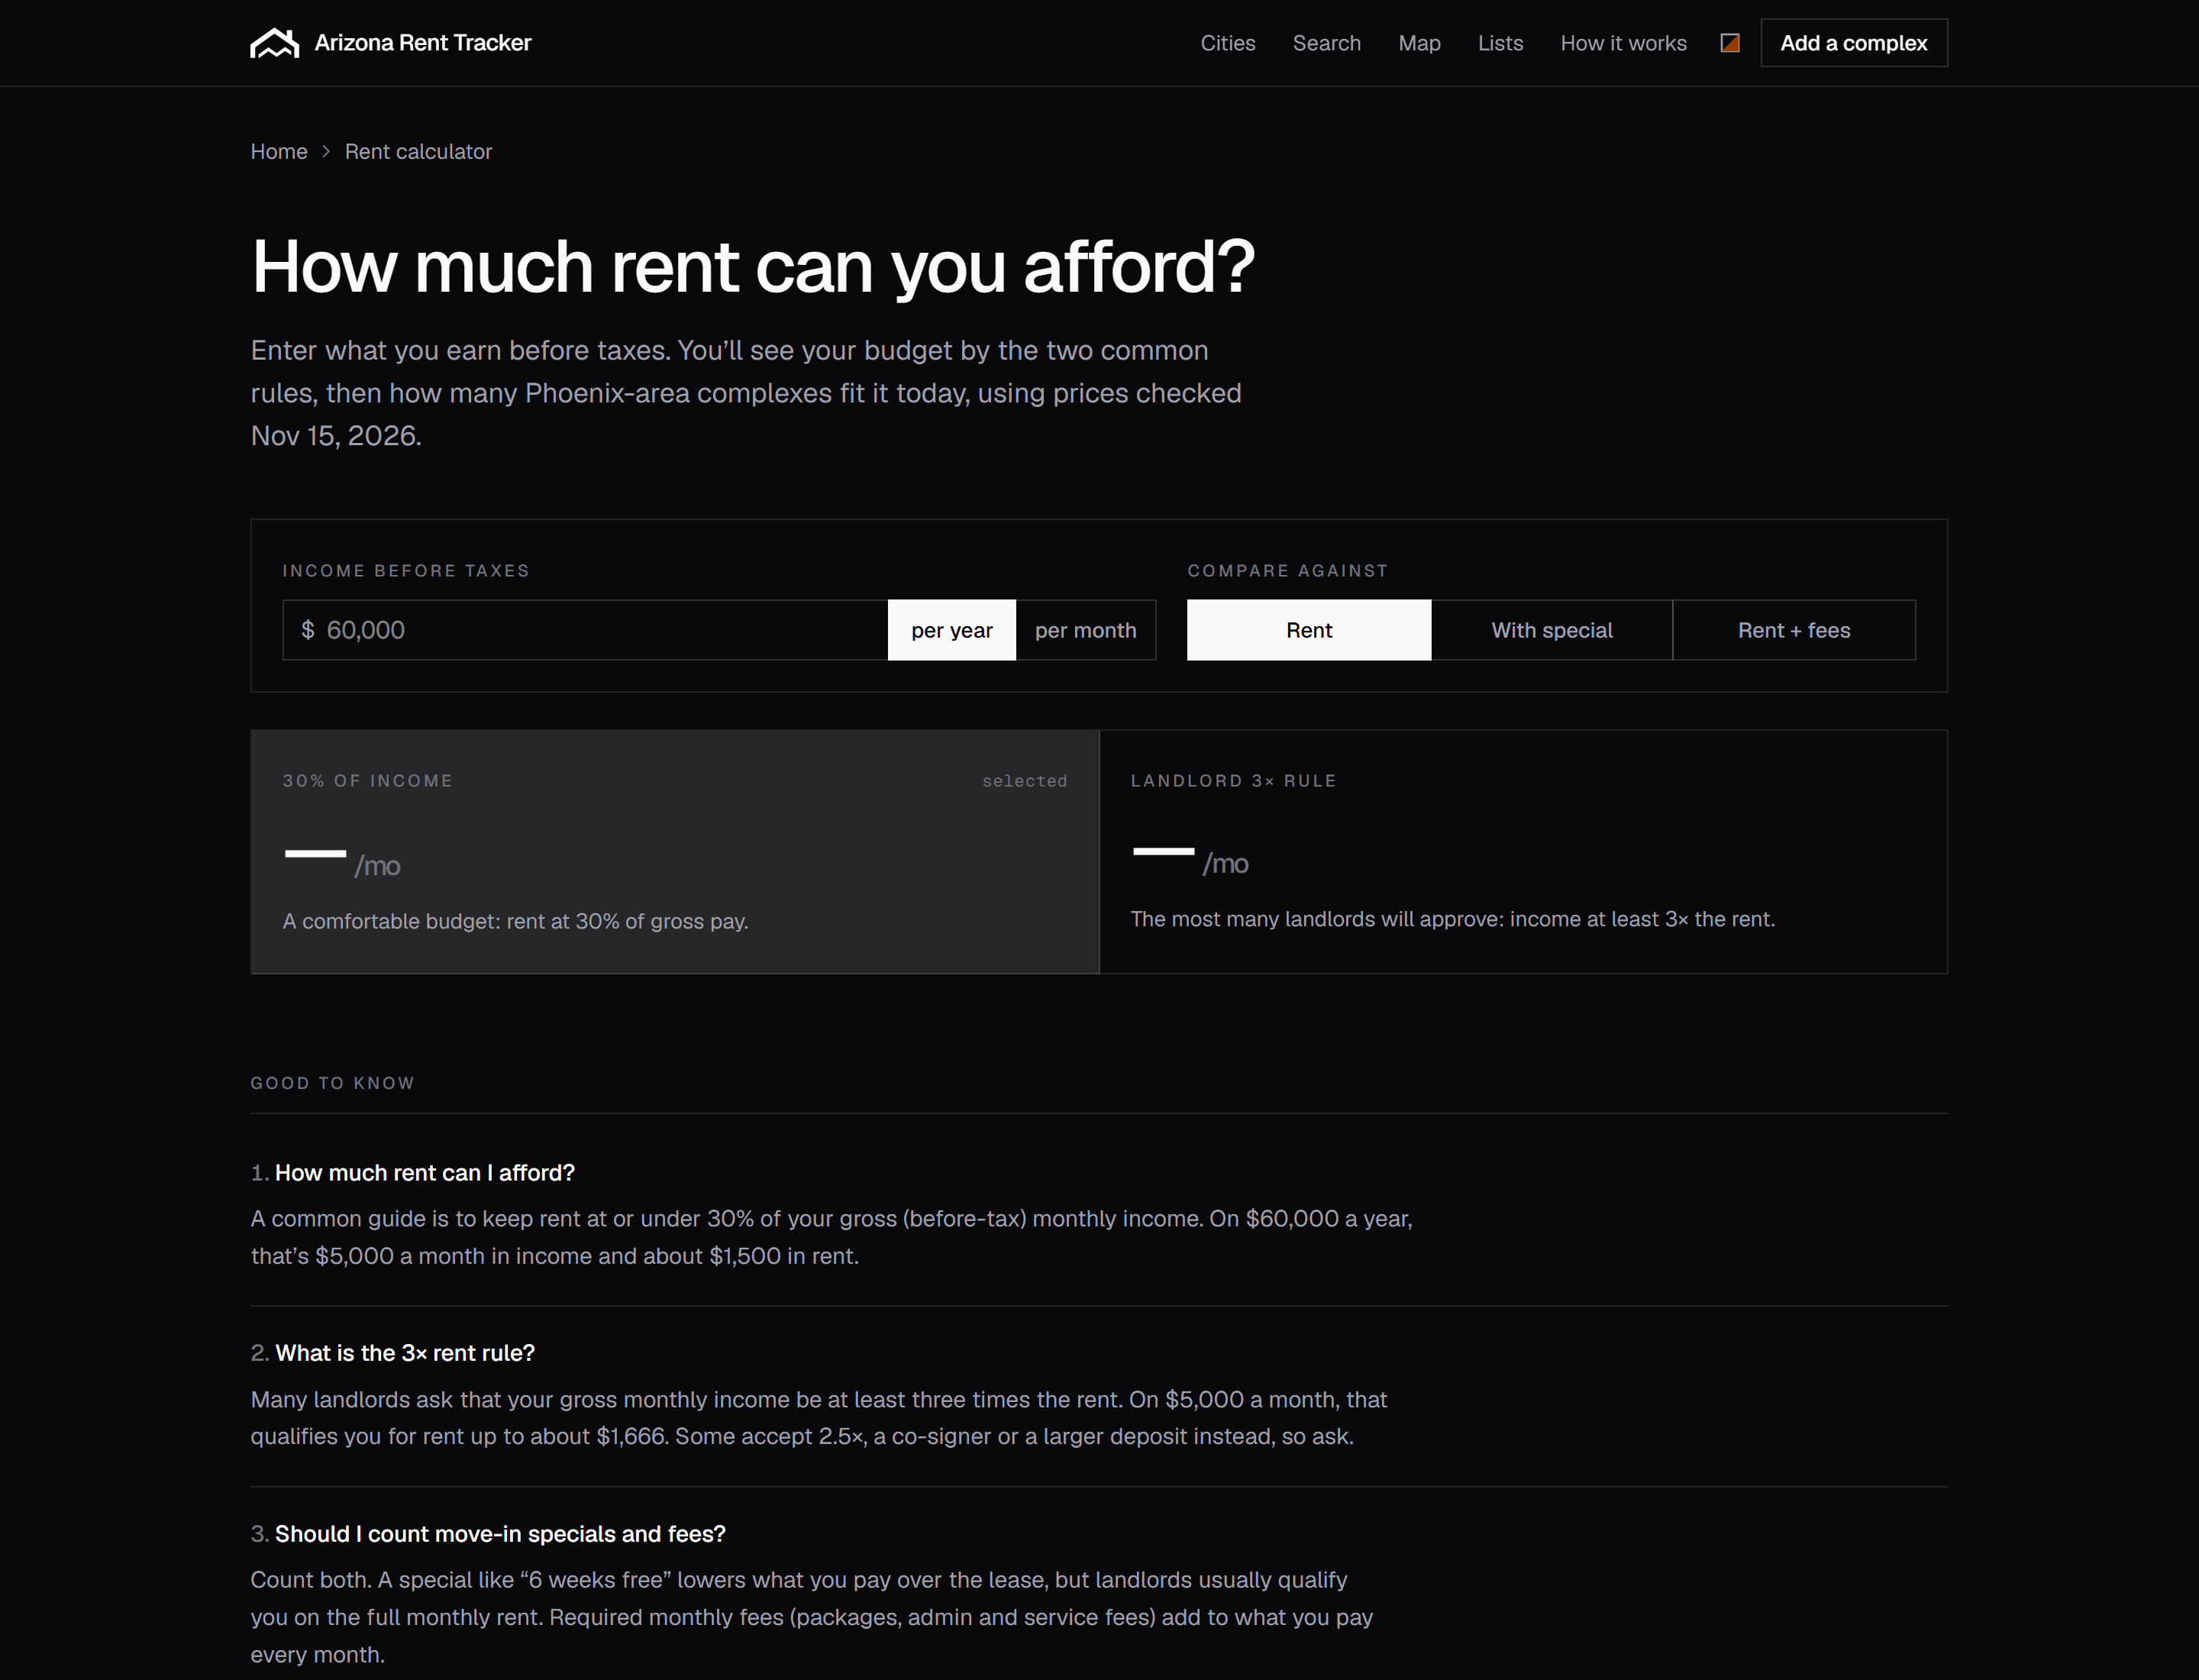 Arizona Rent Tracker
Cities
Search
Map
Lists
How it works
Add a complex
Home > Rent calculator
How much rent can you afford?
Enter what you earn before taxes. You’ll see your budget by the two common
rules, then how many Phoenix-area complexes fit it today, using prices checked
Nov 15, 2026.
INCOME BEFORE TAXES
$ 60,000
per year
per month
COMPARE AGAINST
Rent
With special
Rent + fees
30% OF INCOME
selected
— /mo
A comfortable budget: rent at 30% of gross pay.
LANDLORD 3× RULE
— /mo
The most many landlords will approve: income at least 3× the rent.
GOOD TO KNOW
1. How much rent can I afford?
A common guide is to keep rent at or under 30% of your gross (before-tax) monthly income. On $60,000 a year,
that’s $5,000 a month in income and about $1,500 in rent.
2. What is the 3× rent rule?
Many landlords ask that your gross monthly income be at least three times the rent. On $5,000 a month, that
qualifies you for rent up to about $1,666. Some accept 2.5×, a co-signer or a larger deposit instead, so ask.
3. Should I count move-in specials and fees?
Count both. A special like “6 weeks free” lowers what you pay over the lease, but landlords usually qualify
you on the full monthly rent. Required monthly fees (packages, admin and service fees) add to what you pay
every month.